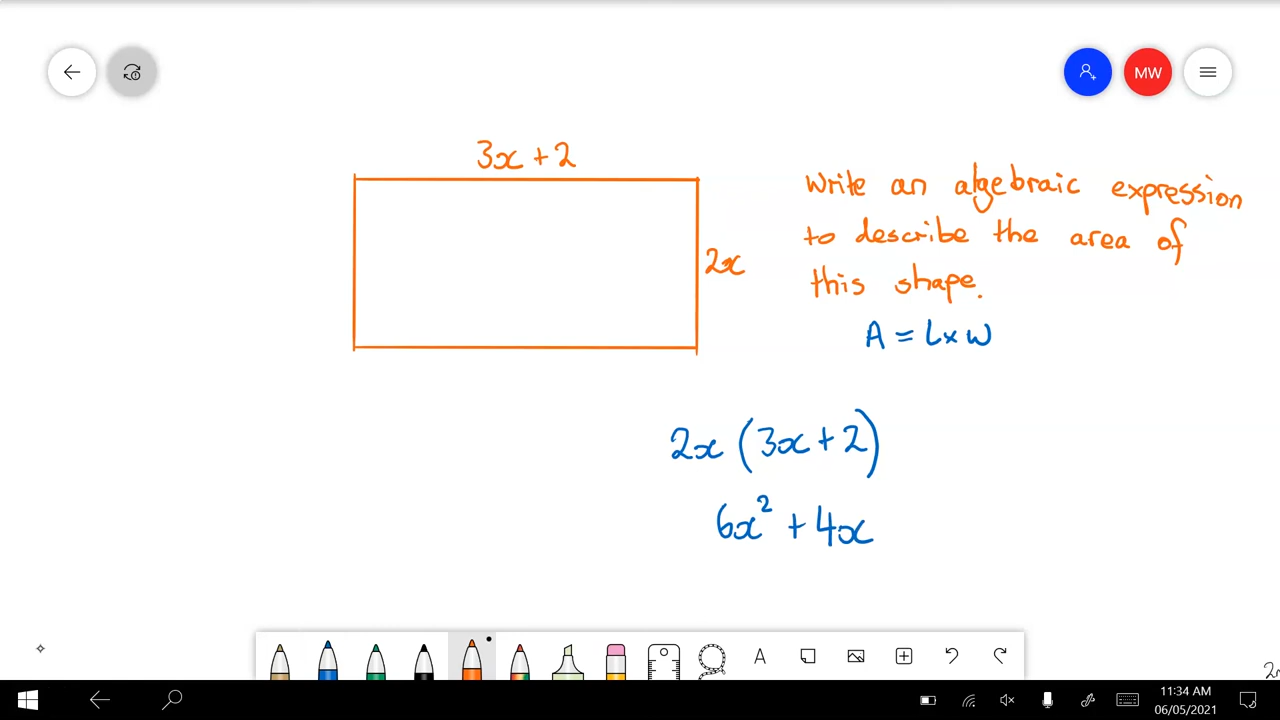 MW
3x + 2
Write an algebraic expression
to describe the area of
2x
this shape.
A = L x W
2x (3x + 2)
6x² + 4x
A
11:34 AM
06/05/2021